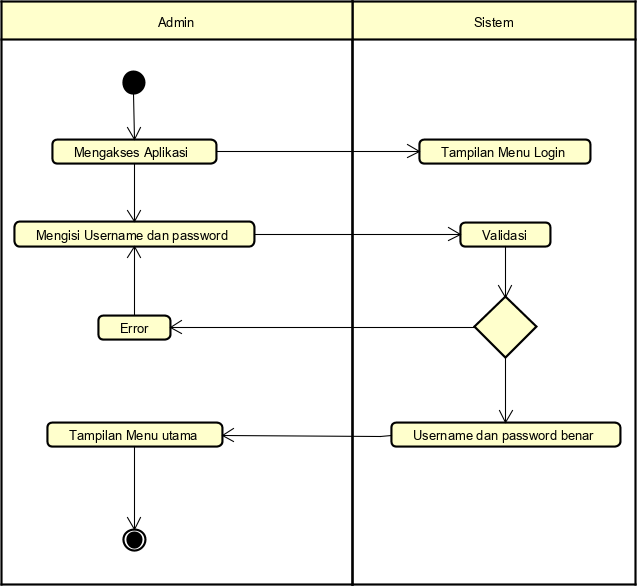 Admin
Sistem
Mengakses Aplikasi
Tampilan Menu Login
Mengisi Username dan password
Validasi
Error
Tampilan Menu utama
Username dan password benar